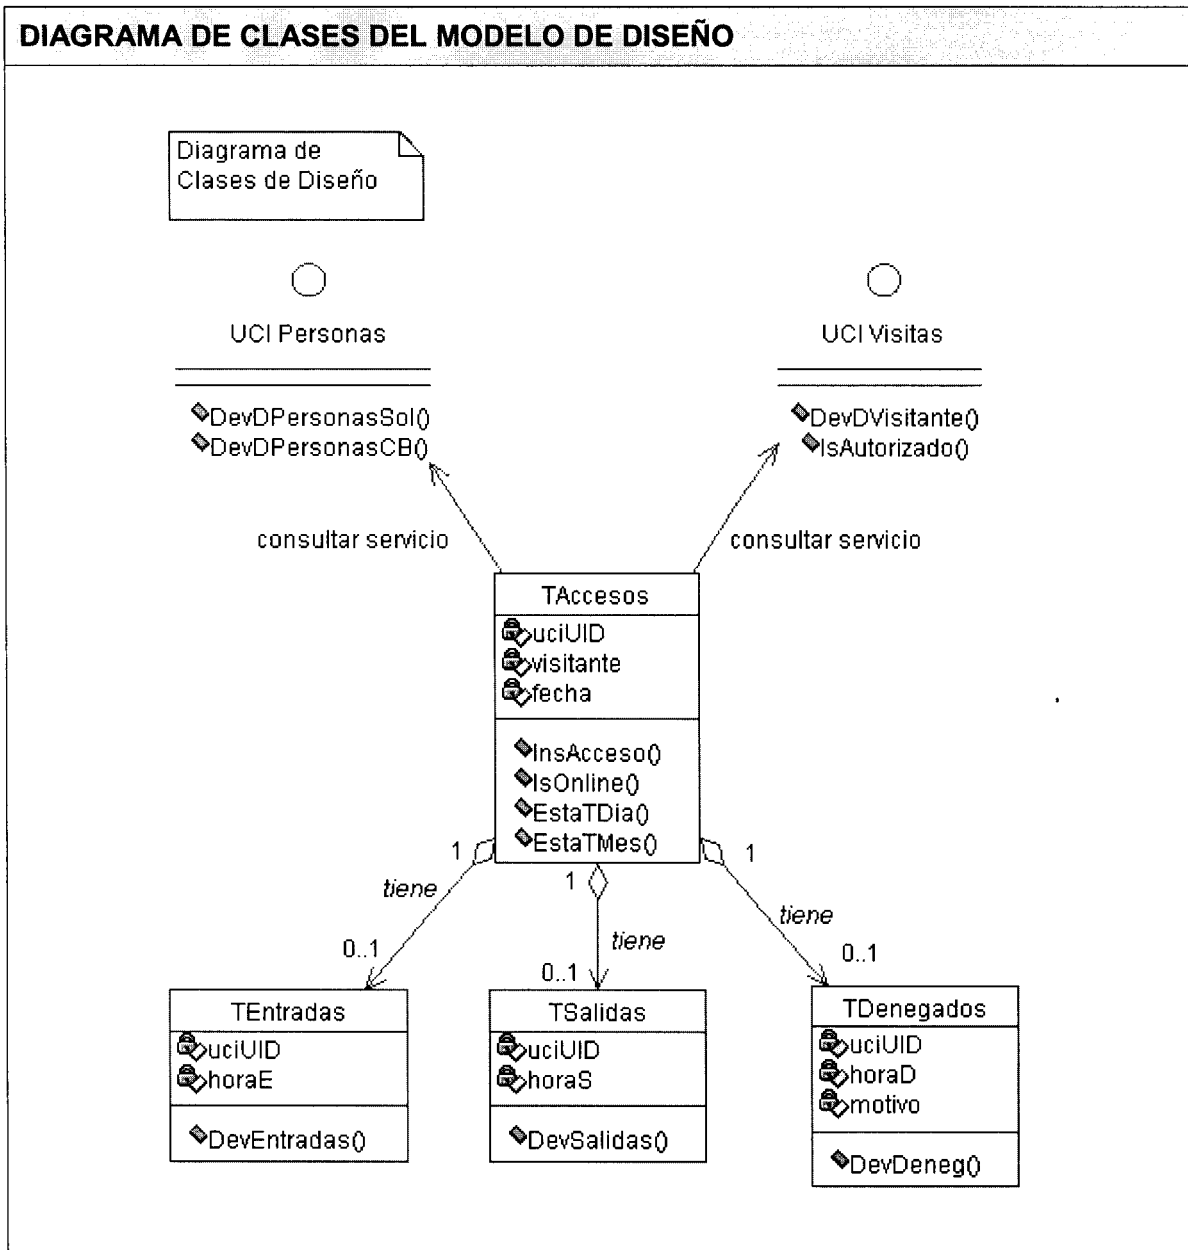 DIAGRAMA DE CLASES DEL MODELO DE DISEÑO
Diagrama de
Clases de Diseño
UCI Personas
DevDPersonasSol()
DevDPersonasCB()
UCI Visitas
DevDVisitante()
IsAutorizado()
consultar servicio
consultar servicio
TAccesos
uciUID
visitante
fecha
InsAcceso()
IsOnline()
EstaTDia()
EstaTMes()
1
1
1
tiene
tiene
tiene
0..1
0..1
0..1
TEntradas
uciUID
horaE
DevEntradas()
TSalidas
uciUID
horaS
DevSalidas()
TDenegados
uciUID
horaD
motivo
DevDeneg()